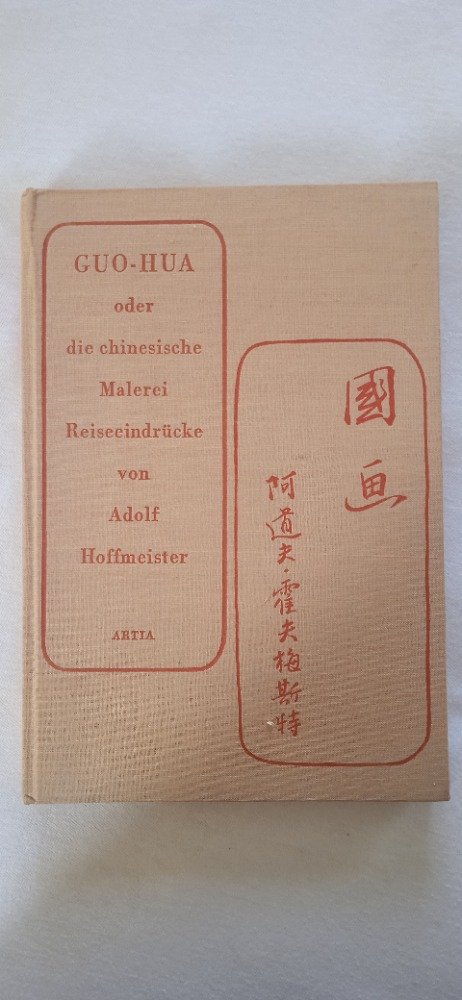 GUO-HUA
oder
die chinesische
Malerei
Reiseeindrücke
von
Adolf
Hoffmeister
ARTIA
國画
阿道夫·霍夫梅斯特